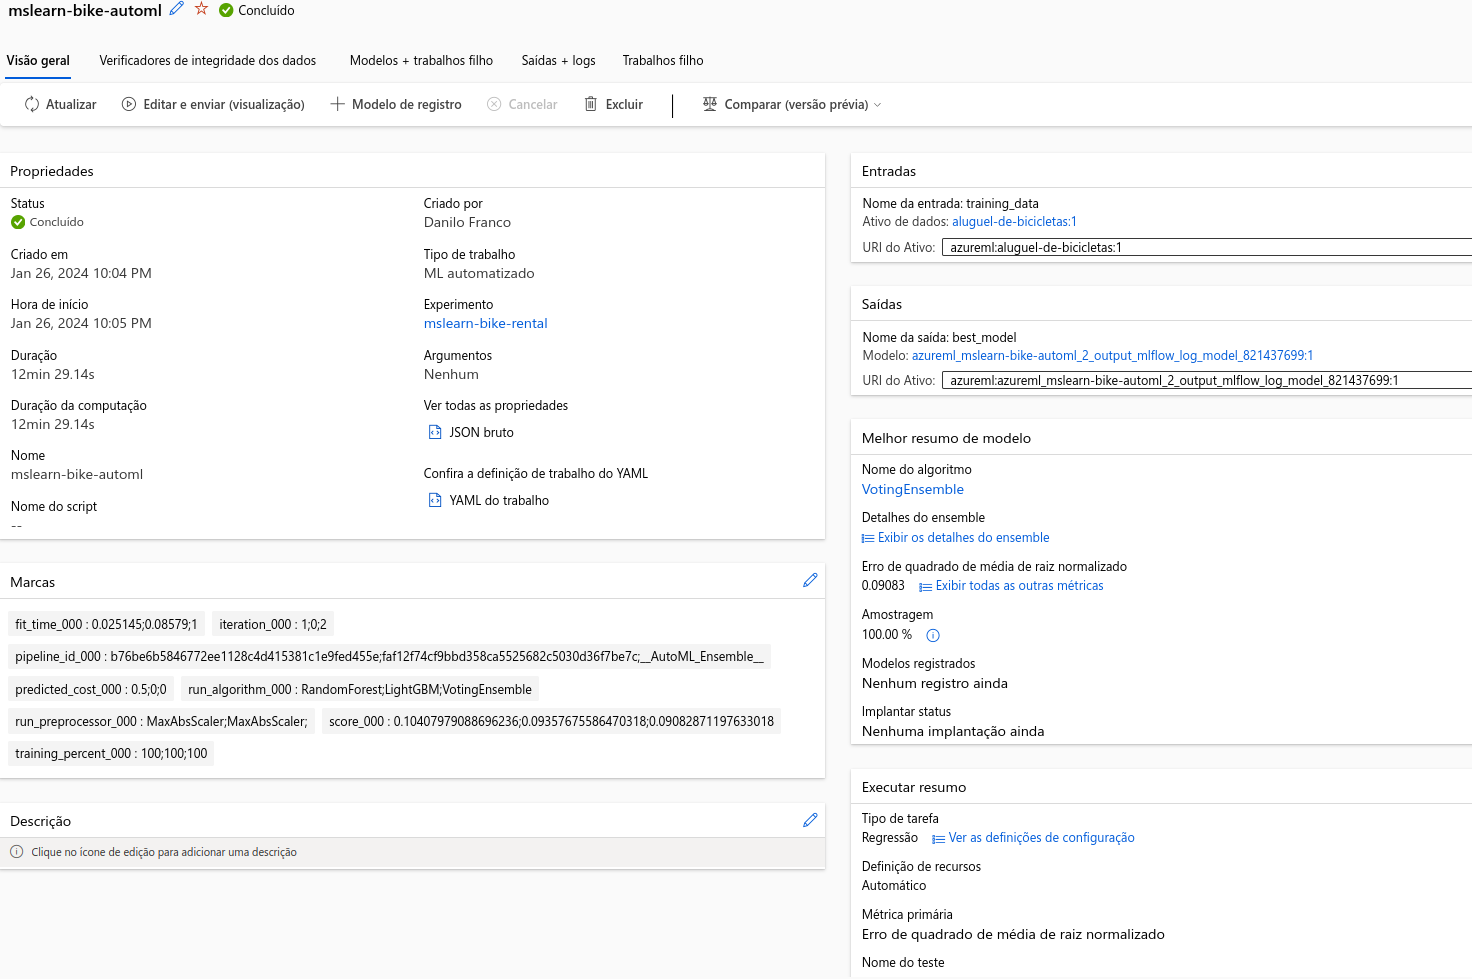 mslearn-bike-automl Concluído
Visão geral Verificadores de integridade dos dados Modelos + trabalhos filho Saídas + logs Trabalhos filho
Atualizar Editar e enviar (visualização) Modelo de registro Cancelar Excluir Comparar (versão prévia)
Propriedades
Status
Concluído
Criado em
Jan 26, 2024 10:04 PM
Hora de início
Jan 26, 2024 10:05 PM
Duração
12min 29.14s
Duração da computação
12min 29.14s
Nome
mslearn-bike-automl
Nome do script
--
Criado por
Danilo Franco
Tipo de trabalho
ML automatizado
Experimento
mslearn-bike-rental
Argumentos
Nenhum
Ver todas as propriedades
JSON bruto
Confira a definição de trabalho do YAML
YAML do trabalho
Marcas
fit_time_000 : 0.025145;0.08579;1 iteration_000 : 1;0;2
pipeline_id_000 : b76be6b5846772ee1128c4d415381c1e9fed455e;faf12f74cf9bbd358ca5525682c5030d36f7be7c;__AutoML_Ensemble__
predicted_cost_000 : 0.5;0;0 run_algorithm_000 : RandomForest;LightGBM;VotingEnsemble
run_preprocessor_000 : MaxAbsScaler;MaxAbsScaler; score_000 : 0.10407979088696236;0.09357675586470318;0.09082871197633018
training_percent_000 : 100;100;100
Descrição
Clique no ícone de edição para adicionar uma descrição
Entradas
Nome da entrada: training_data
Ativo de dados: aluguel-de-bicicletas:1
URI do Ativo: azureml:aluguel-de-bicicletas:1
Saídas
Nome da saída: best_model
Modelo: azureml_mslearn-bike-automl_2_output_mlflow_log_model_821437699:1
URI do Ativo: azureml:azureml_mslearn-bike-automl_2_output_mlflow_log_model_821437699:1
Melhor resumo de modelo
Nome do algoritmo
VotingEnsemble
Detalhes do ensemble
Exibir os detalhes do ensemble
Erro de quadrado de média de raiz normalizado
0.09083 Exibir todas as outras métricas
Amostragem
100.00 %
Modelos registrados
Nenhum registro ainda
Implantar status
Nenhuma implantação ainda
Executar resumo
Tipo de tarefa
Regressão Ver as definições de configuração
Definição de recursos
Automático
Métrica primária
Erro de quadrado de média de raiz normalizado
Nome do teste